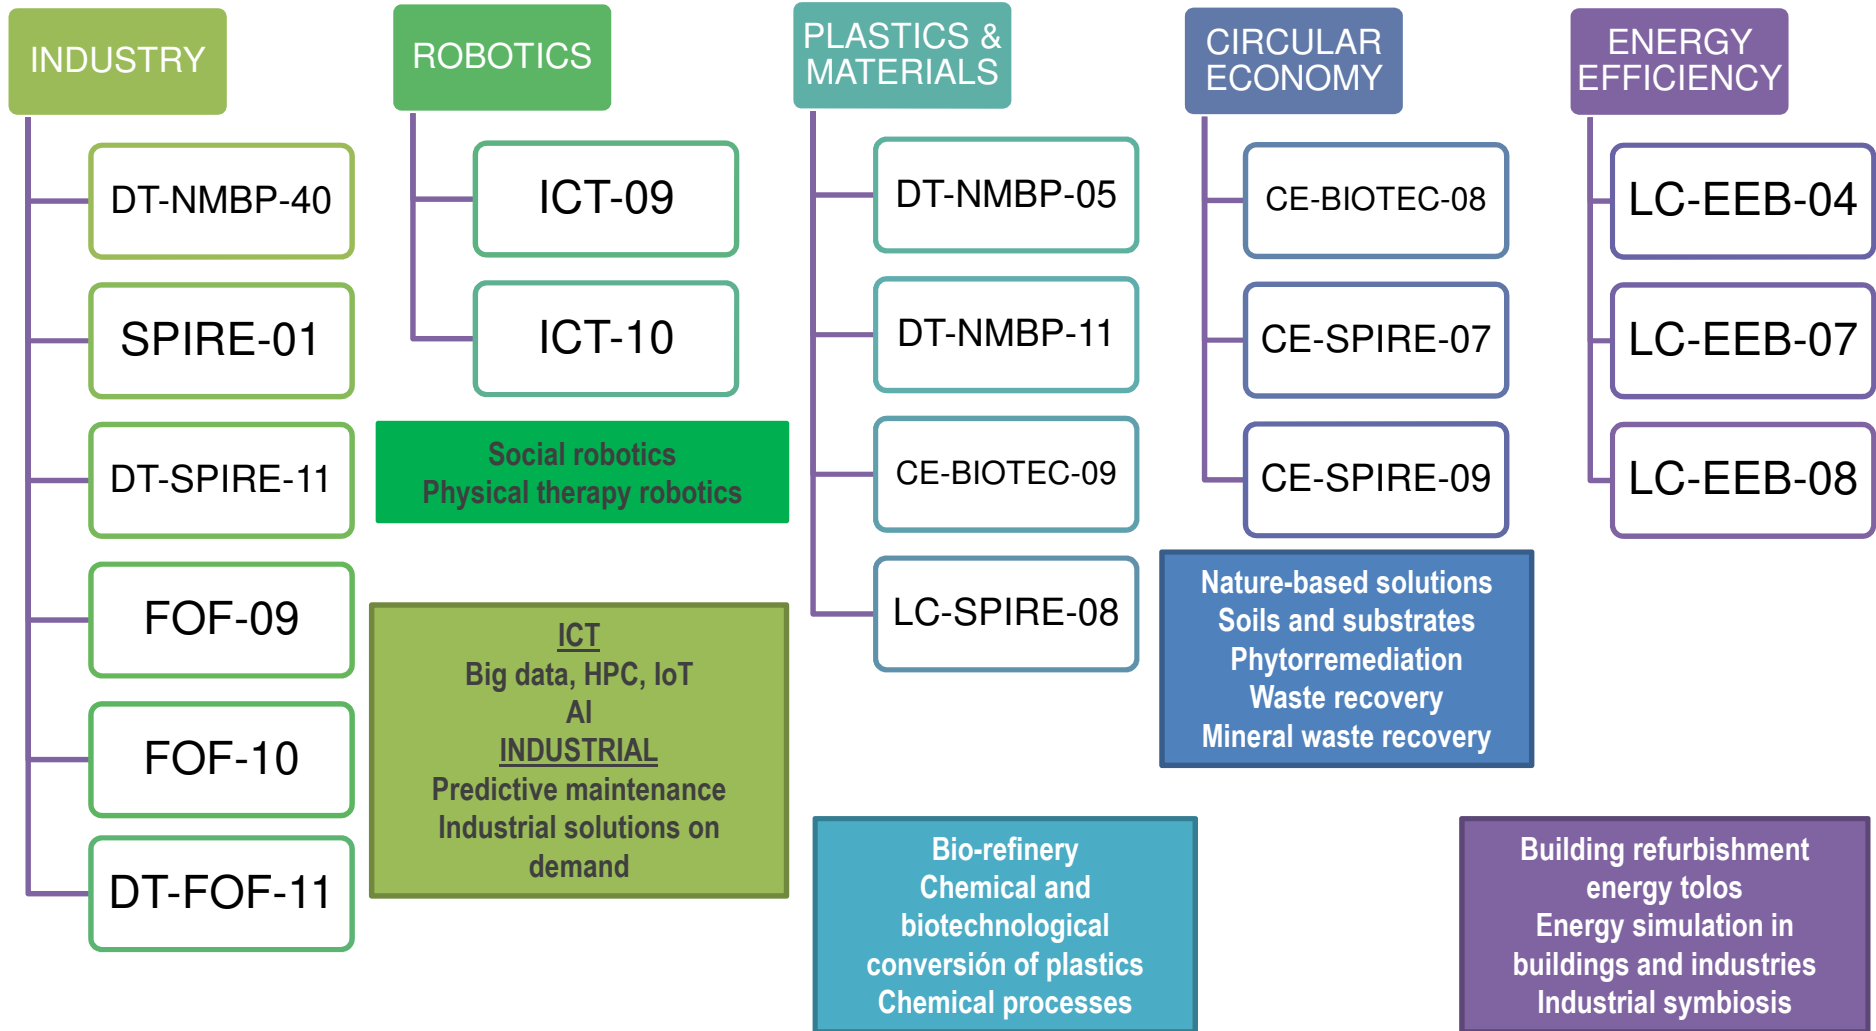 INDUSTRY
DT-NMBP-40
SPIRE-01
DT-SPIRE-11
FOF-09
FOF-10
DT-FOF-11
ROBOTICS
ICT-09
ICT-10
Social robotics
Physical therapy robotics
ICT
Big data, HPC, IoT
AI
INDUSTRIAL
Predictive maintenance
Industrial solutions on
demand
PLASTICS &
MATERIALS
DT-NMBP-05
DT-NMBP-11
CE-BIOTEC-09
LC-SPIRE-08
Bio-refinery
Chemical and
biotechnological
conversión of plastics
Chemical processes
CIRCULAR
ECONOMY
CE-BIOTEC-08
CE-SPIRE-07
CE-SPIRE-09
Nature-based solutions
Soils and substrates
Phytorremediation
Waste recovery
Mineral waste recovery
ENERGY
EFFICIENCY
LC-EEB-04
LC-EEB-07
LC-EEB-08
Building refurbishment
energy tolos
Energy simulation in
buildings and industries
Industrial symbiosis